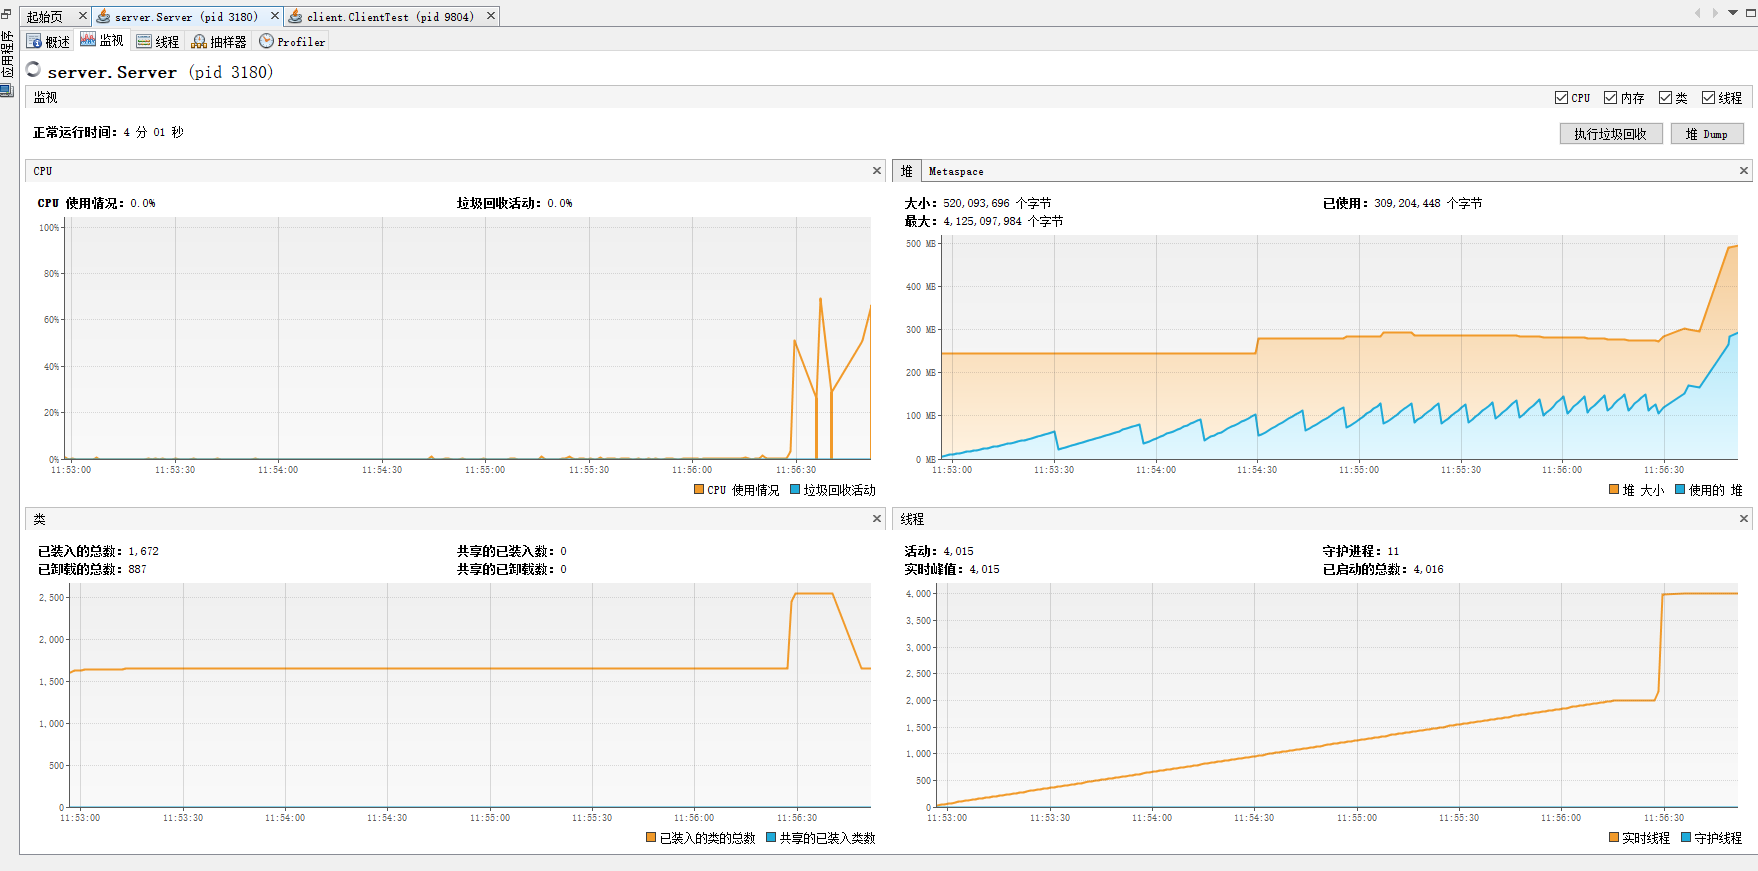 起始页 server.Server (pid 3180) client.ClientTest (pid 9804)
应用程序
概述 监视 线程 抽样器 Profiler
server.Server (pid 3180)
监视 CPU 内存 类 线程
正常运行时间: 4 分 01 秒 执行垃圾回收 堆 Dump
CPU
CPU 使用情况: 0.0% 垃圾回收活动: 0.0%
100%
80%
60%
40%
20%
0%
11:53:00 11:53:30 11:54:00 11:54:30 11:55:00 11:55:30 11:56:00 11:56:30
CPU 使用情况 垃圾回收活动
堆 Metaspace
大小: 520,093,696 个字节 已使用: 309,204,448 个字节
最大: 4,125,097,984 个字节
500 MB
400 MB
300 MB
200 MB
100 MB
0 MB
11:53:00 11:53:30 11:54:00 11:54:30 11:55:00 11:55:30 11:56:00 11:56:30
堆 大小 使用的 堆
类
已装入的总数: 1,672 共享的已装入数: 0
已卸载的总数: 887 共享的已卸载数: 0
2,500
2,000
1,500
1,000
500
0
11:53:00 11:53:30 11:54:00 11:54:30 11:55:00 11:55:30 11:56:00 11:56:30
已装入的类的总数 共享的已装入类数
线程
活动: 4,015 守护进程: 11
实时峰值: 4,015 已启动的总数: 4,016
4,000
3,500
3,000
2,500
2,000
1,500
1,000
500
0
11:53:00 11:53:30 11:54:00 11:54:30 11:55:00 11:55:30 11:56:00 11:56:30
实时线程 守护线程